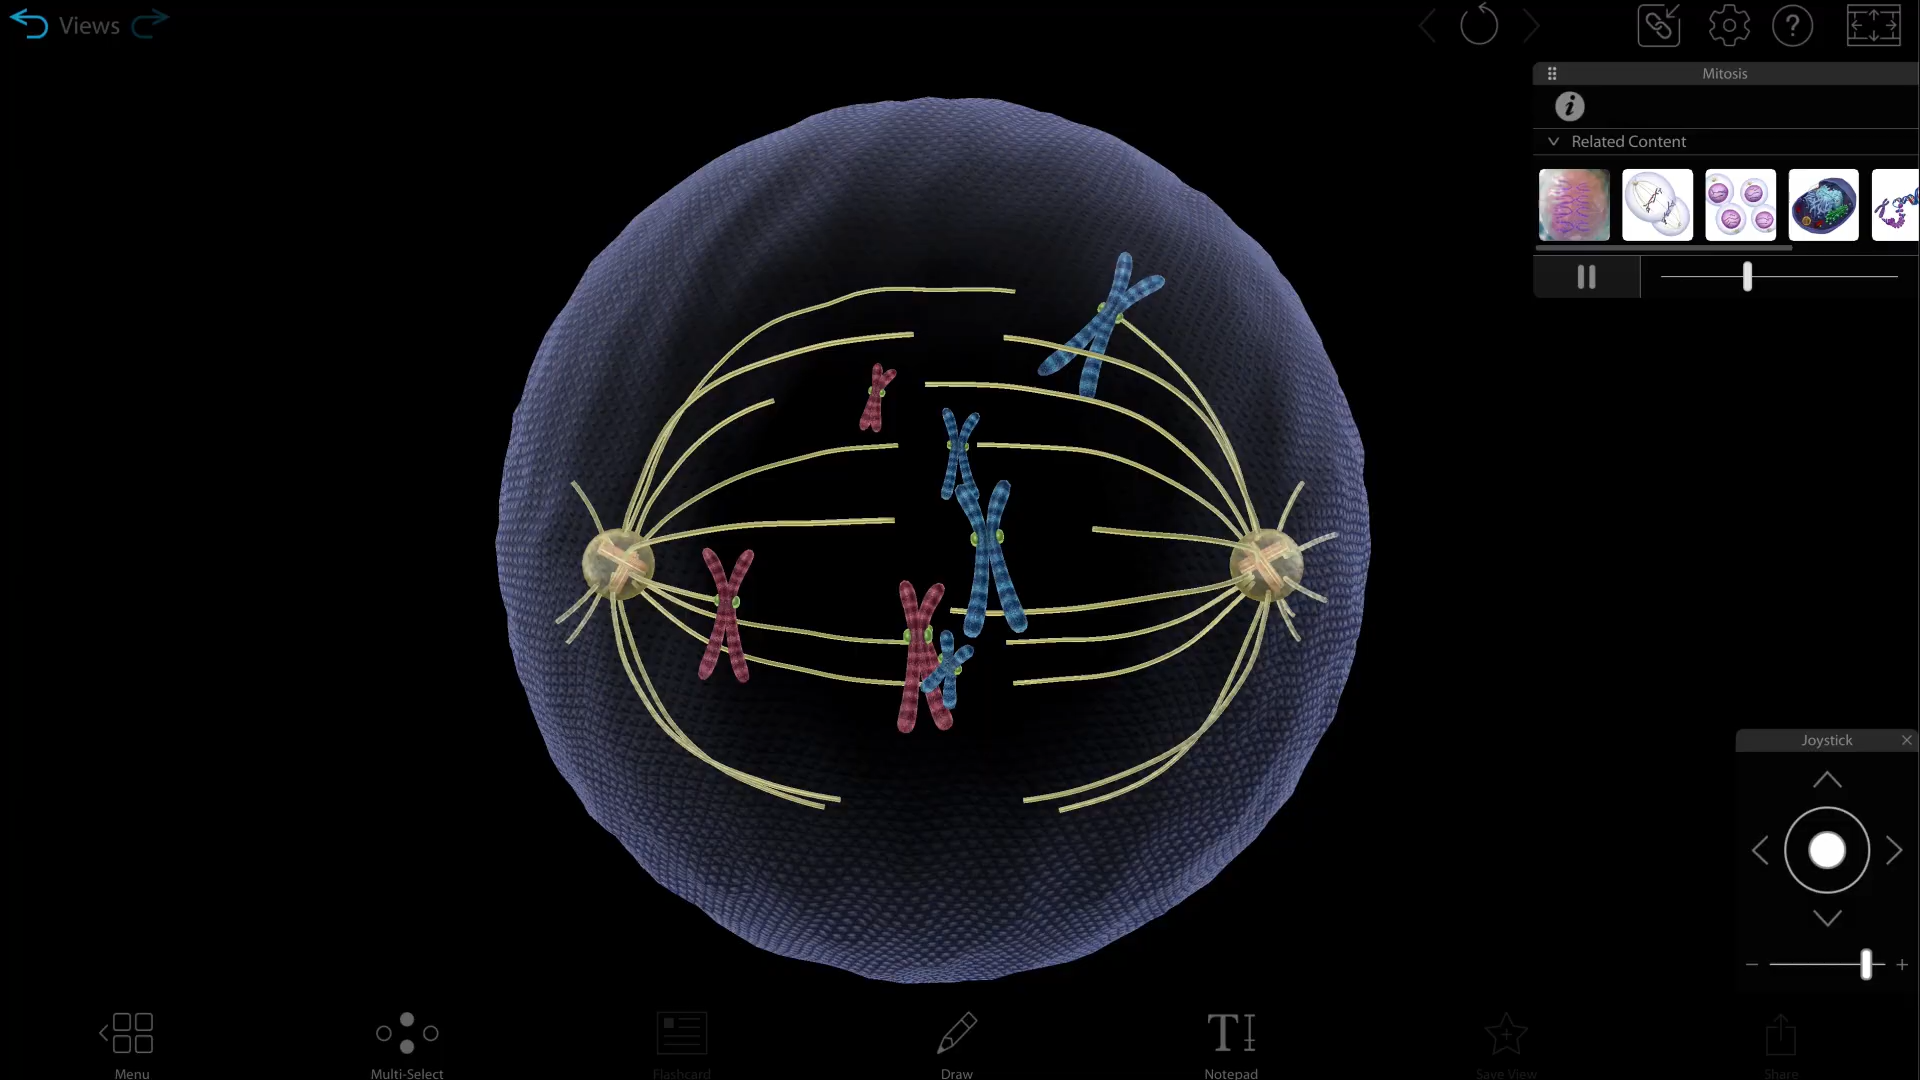 Views
Mitosis
Related Content
Joystick
Menu
Multi-Select
Flashcard
Draw
Notepad
Save View
Share